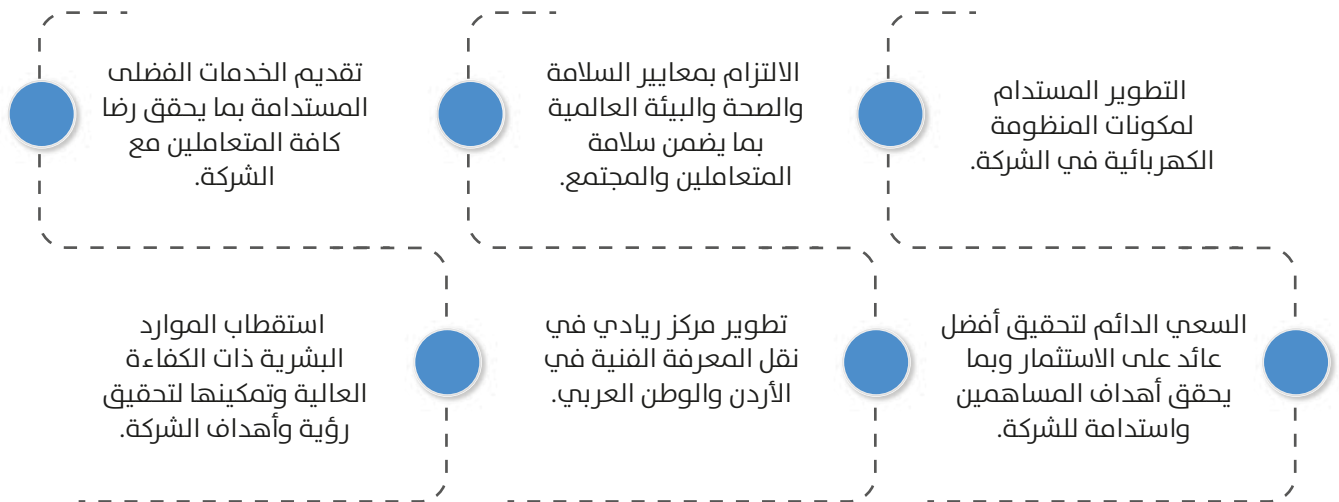 التطوير المستدام
لمكونات المنظومة
الكهربائية في الشركة.
الالتزام بمعايير السلامة
والصحة والبيئة العالمية
بما يضمن سلامة
المتعاملين والمجتمع.
تقديم الخدمات الفضلى
المستدامة بما يحقق رضا
كافة المتعاملين مع
الشركة.
السعي الدائم لتحقيق أفضل
عائد على الاستثمار وبما
يحقق أهداف المساهمين
واستدامة للشركة.
تطوير مركز ريادي في
نقل المعرفة الفنية في
الأردن والوطن العربي.
استقطاب الموارد
البشرية ذات الكفاءة
العالية وتمكينها لتحقيق
رؤية وأهداف الشركة.